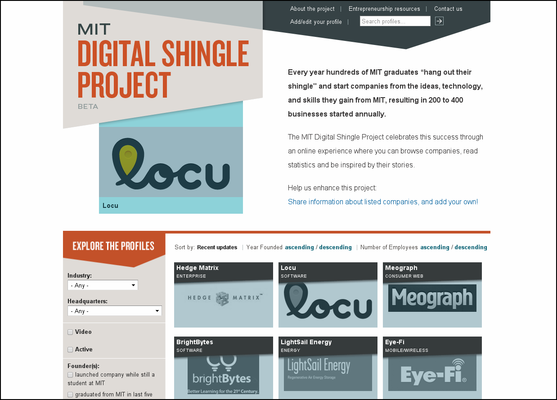 About the project | Entrepreneurship resources | Contact us
Add/edit your profile | Search profiles...
MIT
DIGITAL SHINGLE
PROJECT
BETA
Every year hundreds of MIT graduates “hang out their
shingle” and start companies from the ideas, technology,
and skills they gain from MIT, resulting in 200 to 400
businesses started annually.
The MIT Digital Shingle Project celebrates this success through
an online experience where you can browse companies, read
statistics and be inspired by their stories.
Help us enhance this project:
Share information about listed companies, and add your own!
locu
Locu
EXPLORE THE PROFILES
Industry:
- Any -
Headquarters:
- Any -
Video
Active
Founder(s):
launched company while still a
student at MIT
graduated from MIT in last five
Sort by: Recent updates | Year Founded ascending / descending | Number of Employees ascending / descending
Hedge Matrix
ENTERPRISE
HEDGE MATRIX™
Locu
SOFTWARE
locu
Meograph
CONSUMER WEB
Meograph
BrightBytes
SOFTWARE
brightBytes
Better Learning for the 21st Century
LightSail Energy
ENERGY
LightSail Energy
Eye-Fi
MOBILE/WIRELESS
Eye-Fi